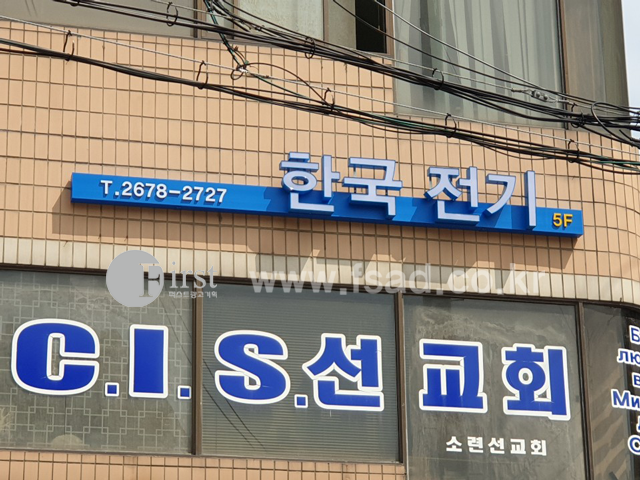 T.2678-2727 한국 전기 5F
First www.fsad.co.kr
퍼스트광고기획
C.I.S.선교회
소련선교회
Ми